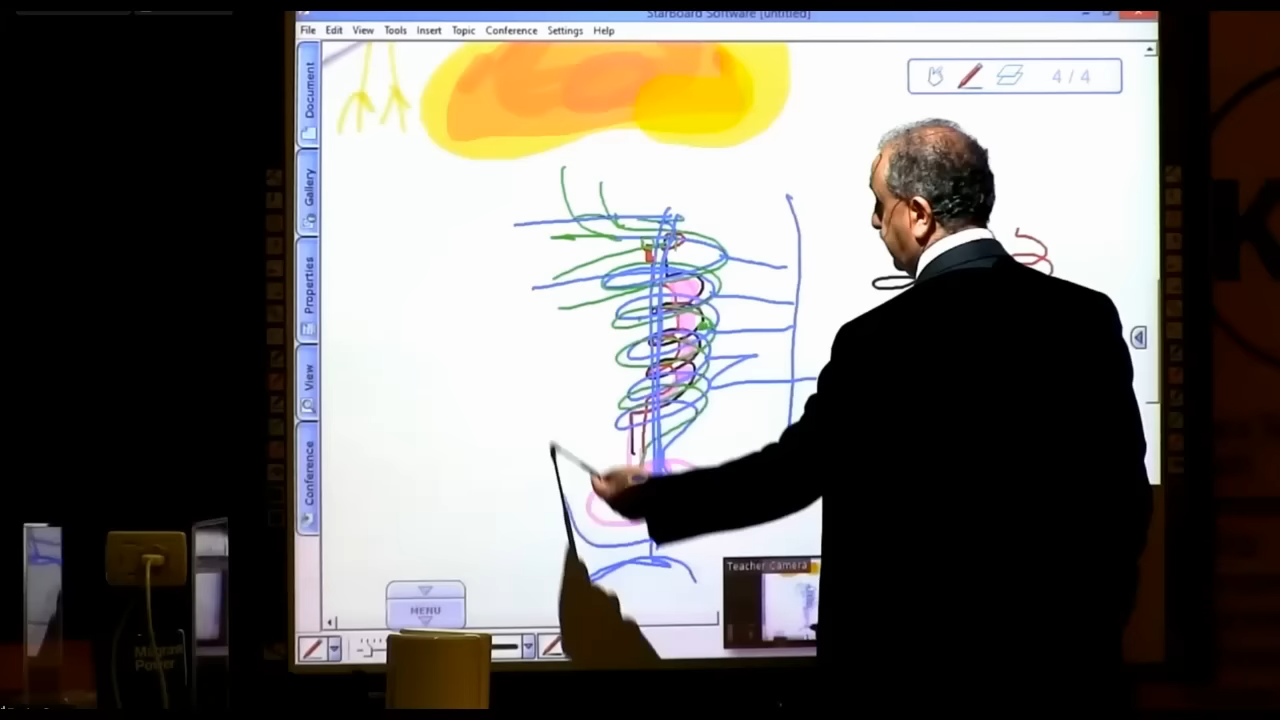 StarBoard Software [untitled]
File Edit View Tools Insert Topic Conference Settings Help
Document
Gallery
Properties
View
Conference
4 / 4
Teacher Camera
MENU
Power